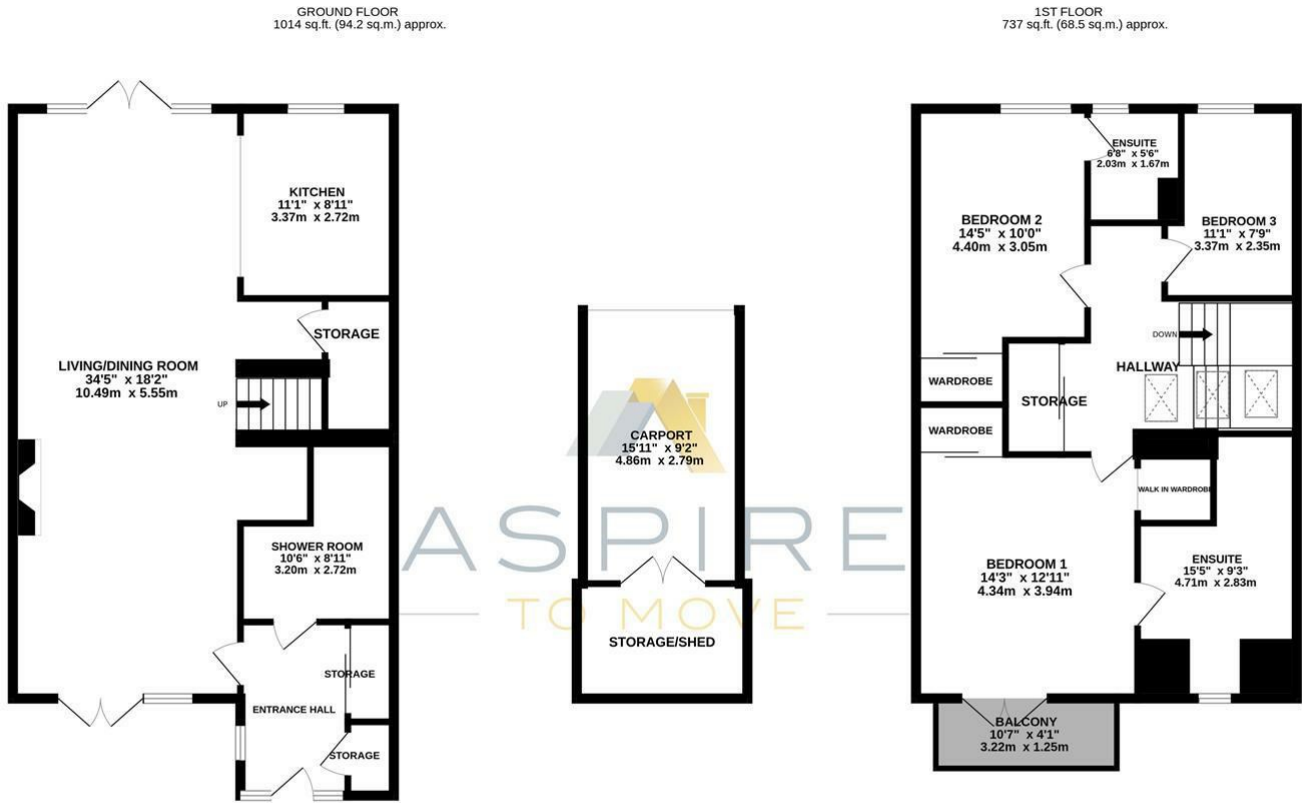 GROUND FLOOR
1014 sq.ft. (94.2 sq.m.) approx.
KITCHEN
11'1" x 8'11"
3.37m x 2.72m
STORAGE
LIVING/DINING ROOM
34'5" x 18'2"
10.49m x 5.55m
UP
SHOWER ROOM
10'6" x 8'11"
3.20m x 2.72m
STORAGE
ENTRANCE HALL
STORAGE
CARPORT
15'11" x 9'2"
4.86m x 2.79m
ASPIRE
TO MOVE
STORAGE/SHED
1ST FLOOR
737 sq.ft. (68.5 sq.m.) approx.
ENSUITE
6'8" x 5'6"
2.03m x 1.67m
BEDROOM 2
14'5" x 10'0"
4.40m x 3.05m
BEDROOM 3
11'1" x 7'9"
3.37m x 2.35m
DOWN
HALLWAY
WARDROBE
STORAGE
WARDROBE
WALK IN WARDROBE
BEDROOM 1
14'3" x 12'11"
4.34m x 3.94m
ENSUITE
15'5" x 9'3"
4.71m x 2.83m
BALCONY
10'7" x 4'1"
3.22m x 1.25m